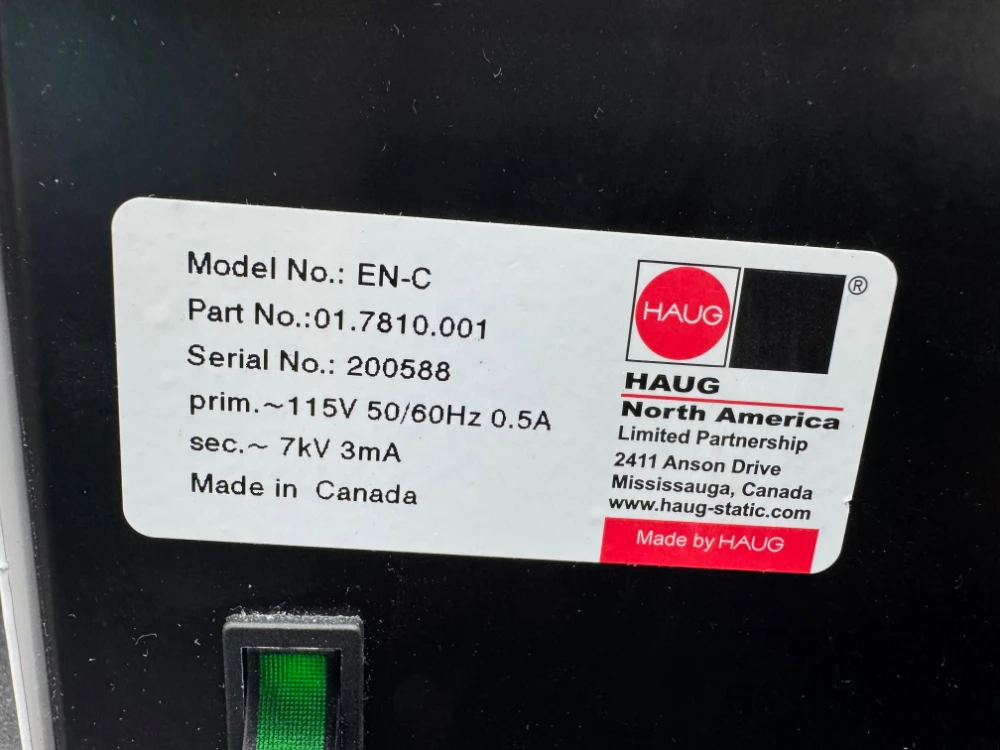 Model No.: EN-C
Part No.:01.7810.001
Serial No.: 200588
prim.~115V 50/60Hz 0.5A
sec.~ 7kV 3mA
Made in Canada
HAUG
®
HAUG
North America
Limited Partnership
2411 Anson Drive
Mississauga, Canada
www.haug-static.com
Made by HAUG